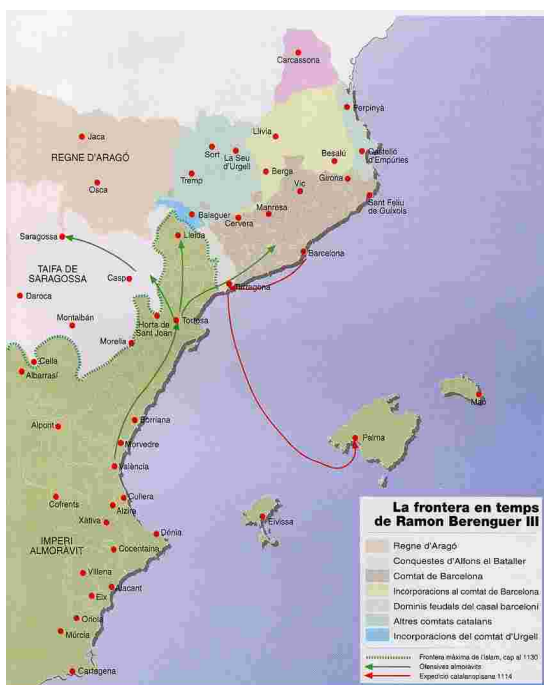 Carcassona
Perpinyà
Jaca
Llívia
Sort
La Seu
d'Urgell
Besalú
Castelló
d'Empúries
REGNE D'ARAGÓ
Tremp
Berga
Girona
Osca
Vic
Sant Feliu
de Guíxols
Balaguer
Manresa
Cervera
Saragossa
Lleida
Barcelona
TAIFA DE
SARAGOSSA
Casp
Tarragona
Daroca
Montalbán
Horta de
Sant Joan
Tortosa
Morella
Cella
Albarrasí
Maó
Alpont
Borriana
Palma
Morvedre
València
Cofrents
Cullera
Alzira
Xàtiva
Eivissa
IMPERI
ALMORÀVIT
Dénia
Cocentaina
Villena
Alacant
Elx
Oriola
Múrcia
Cartagena
La frontera en temps
de Ramon Berenguer III
Regne d'Aragó
Conquestes d'Alfons el Bataller
Comtat de Barcelona
Incorporacions al comtat de Barcelona
Dominis feudals del casal barceloní
Altres comtats catalans
Incorporacions del comtat d'Urgell
Frontera màxima de l'Islam, cap al 1130
Ofensives almoràvits
Expedició catalanopisana 1114